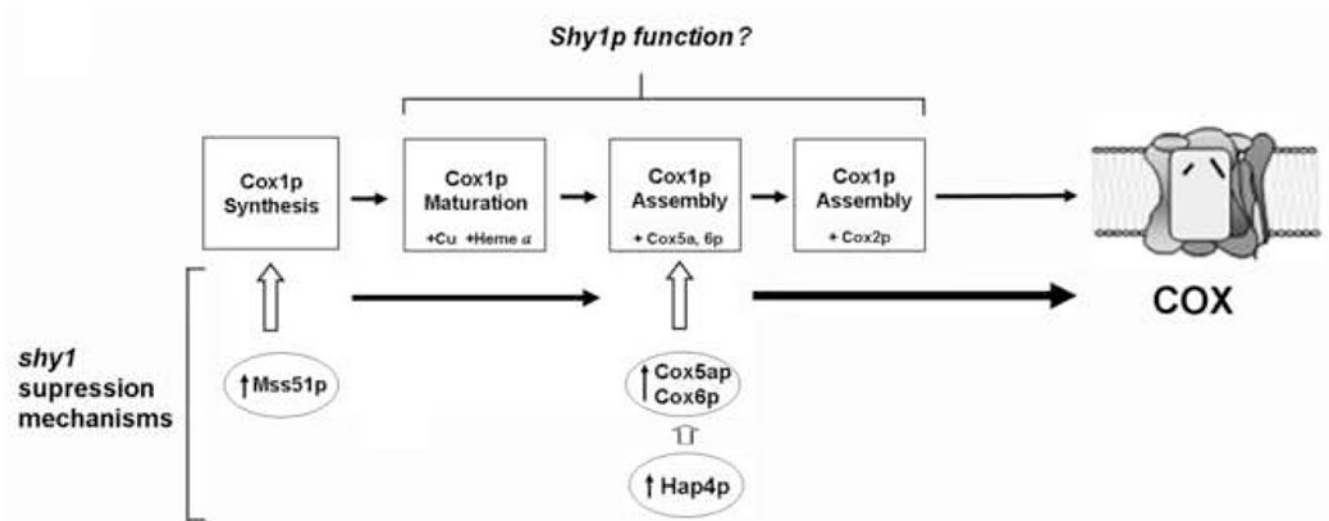 Shy1p function?
Cox1p
Synthesis
Cox1p
Maturation
+Cu +Heme a
Cox1p
Assembly
+ Cox5a, 6p
Cox1p
Assembly
+ Cox2p
COX
shy1
supression
mechanisms
↑Mss51p
↑Cox5ap
Cox6p
↑Hap4p